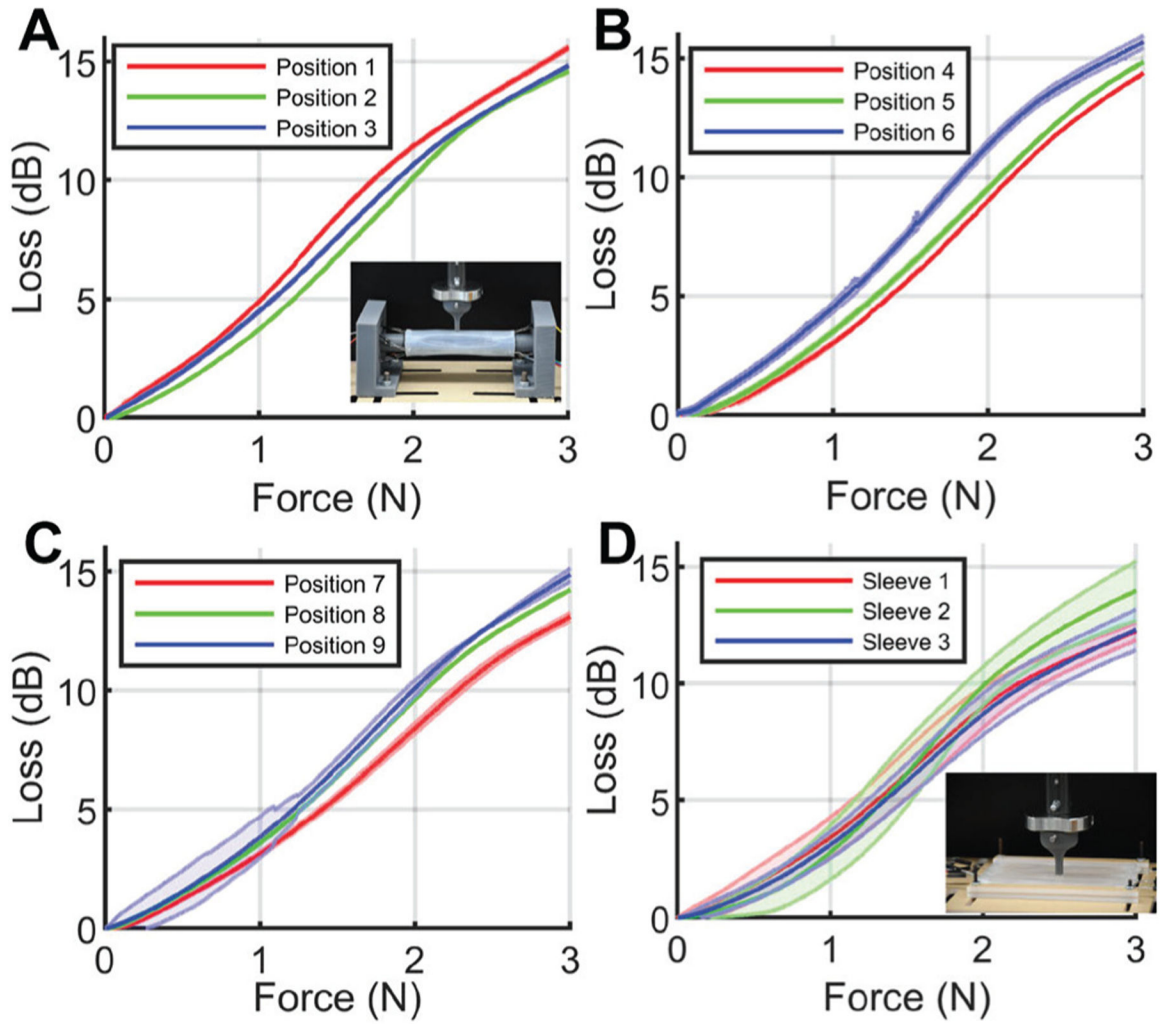 A
Position 1
Position 2
Position 3
15
10
5
0
0 1 2 3
Loss (dB)
Force (N)
B
Position 4
Position 5
Position 6
15
10
5
0
0 1 2 3
Loss (dB)
Force (N)
C
Position 7
Position 8
Position 9
15
10
5
0
0 1 2 3
Loss (dB)
Force (N)
D
Sleeve 1
Sleeve 2
Sleeve 3
15
10
5
0
0 1 2 3
Loss (dB)
Force (N)